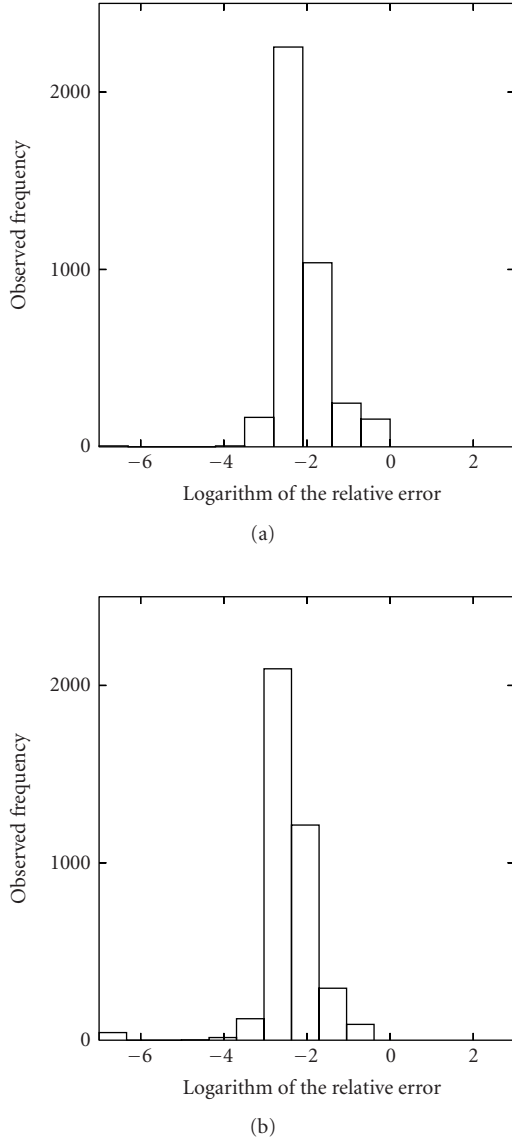 2000
1000
0
Observed frequency
−6 −4 −2 0 2
Logarithm of the relative error
(a)
2000
1000
0
Observed frequency
−6 −4 −2 0 2
Logarithm of the relative error
(b)